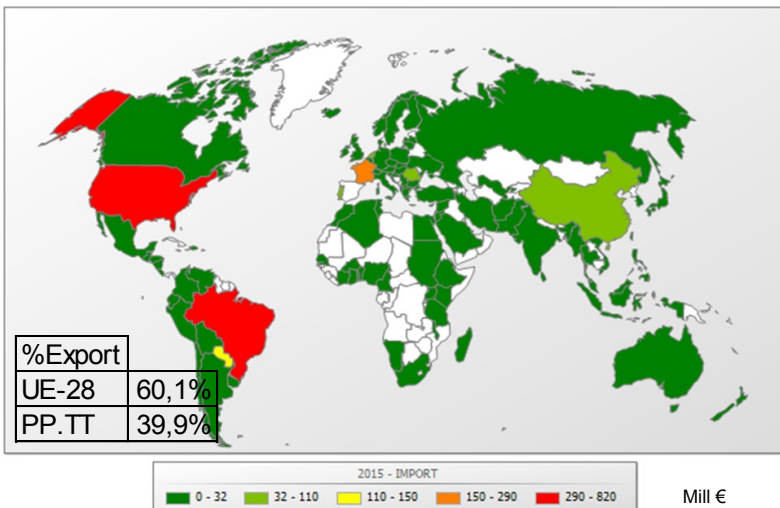 %Export
UE-28 60,1%
PP.TT 39,9%
2015 - IMPORT
0 - 32 32 - 110 110 - 150 150 - 290 290 - 820 Mill €